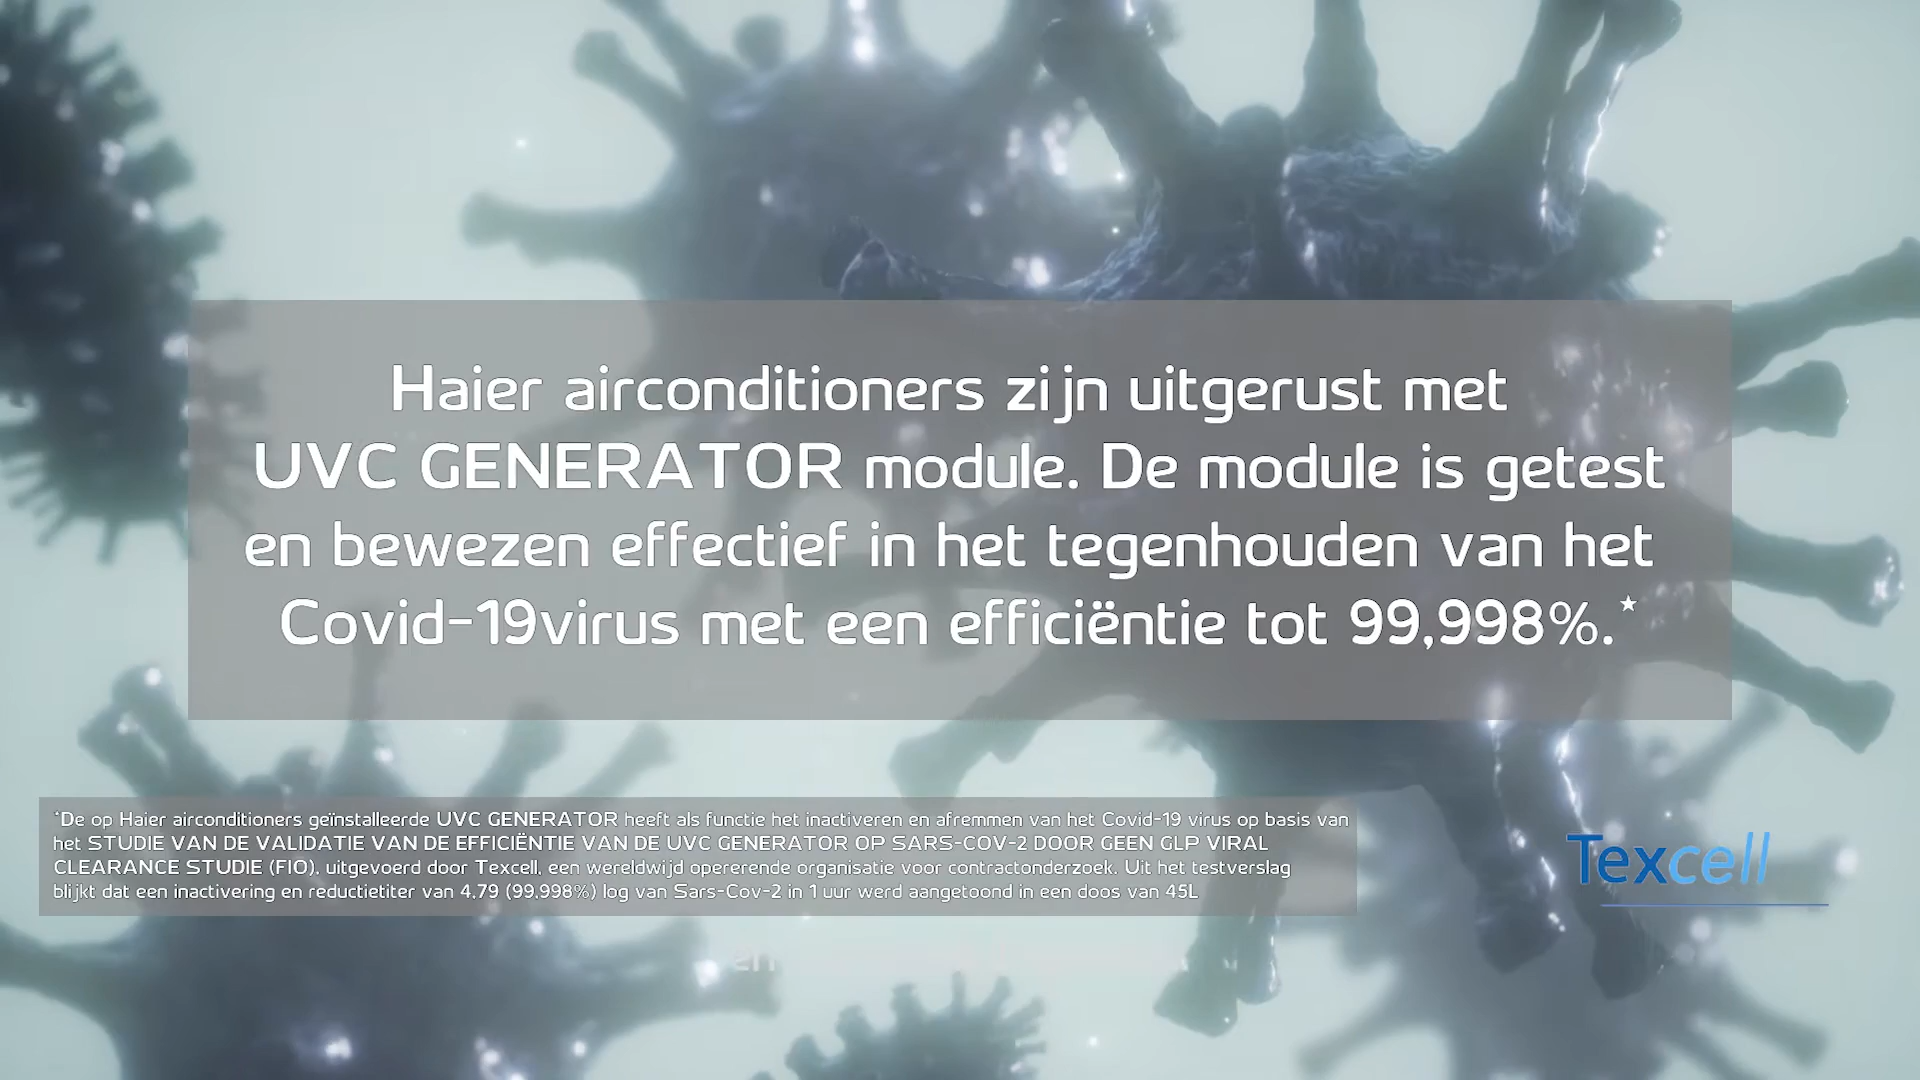 Haier airconditioners zijn uitgerust met
UVC GENERATOR module. De module is getest
en bewezen effectief in het tegenhouden van het
Covid-19virus met een efficiëntie tot 99,998%.*
*De op Haier airconditioners geïnstalleerde UVC GENERATOR heeft als functie het inactiveren en afremmen van het Covid-19 virus op basis van
het STUDIE VAN DE VALIDATIE VAN DE EFFICIËNTIE VAN DE UVC GENERATOR OP SARS-COV-2 DOOR GEEN GLP VIRAL
CLEARANCE STUDIE (FIO), uitgevoerd door Texcell, een wereldwijd opererende organisatie voor contractonderzoek. Uit het testverslag
blijkt dat een inactivering en reductietiter van 4,79 (99,998%) log van Sars-Cov-2 in 1 uur werd aangetoond in een doos van 45L
Texcell